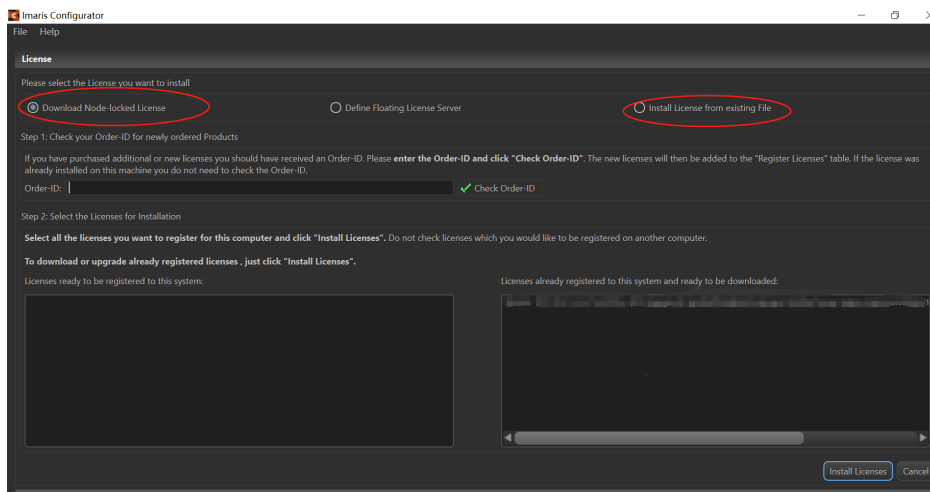 Imaris Configurator
File Help
License
Please select the License you want to install
Download Node-locked License Define Floating License Server Install License from existing File
Step 1: Check your Order-ID for newly ordered Products
If you have purchased additional or new licenses you should have received an Order-ID. Please enter the Order-ID and click "Check Order-ID". The new licenses will then be added to the "Register Licenses" table. If the license was
already installed on this machine you do not need to check the Order-ID.
Order-ID: Check Order-ID
Step 2: Select the Licenses for Installation
Select all the licenses you want to register for this computer and click "Install Licenses". Do not check licenses which you would like to be registered on another computer.
To download or upgrade already registered licenses , just click "Install Licenses".
Licenses ready to be registered to this system: Licenses already registered to this system and ready to be downloaded:
Install Licenses Cancel